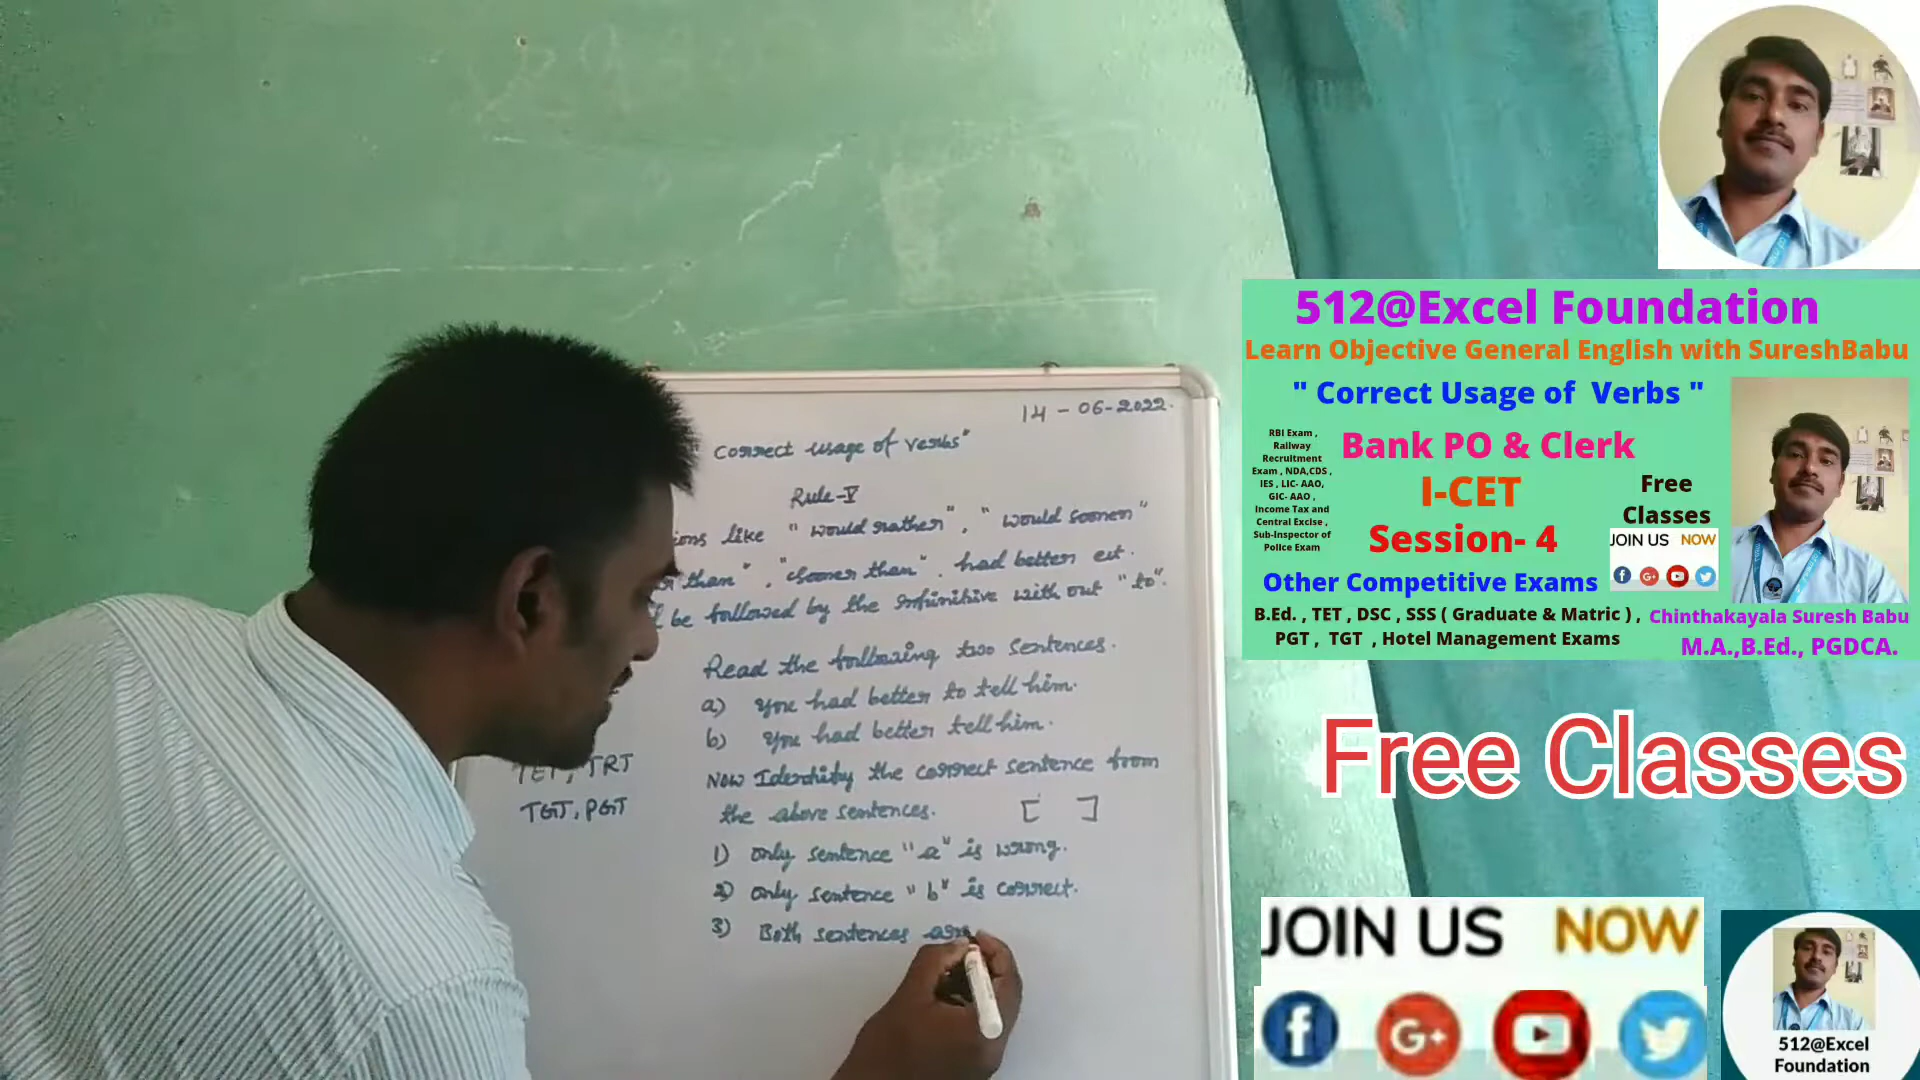 14-06-2022.
"Correct usage of Verbs"
Rule-V
ions like "would rather", "would sooner"
than", "sooner than". had better ect.
be followed by the Infinitive with out "to".
Read the following two sentences.
a) You had better to tell him.
b) You had better tell him.
Now Identify the correct sentence from
the above sentences. [ ]
1) only sentence "a" is wrong.
2) only sentence "b" is correct.
3) Both sentences are
TET, TRT
TGT, PGT
512@Excel Foundation
Learn Objective General English with SureshBabu
" Correct Usage of Verbs "
RBI Exam ,
Railway
Recruitment
Exam , NDA,CDS ,
IES , LIC- AAO,
GIC- AAO ,
Income Tax and
Central Excise ,
Sub-Inspector of
Police Exam
Bank PO & Clerk
I-CET
Session- 4
Free
Classes
JOIN US NOW
Other Competitive Exams
B.Ed. , TET , DSC , SSS ( Graduate & Matric ) ,
PGT , TGT , Hotel Management Exams
Chinthakayala Suresh Babu
M.A.,B.Ed., PGDCA.
Free Classes
JOIN US NOW
512@Excel
Foundation